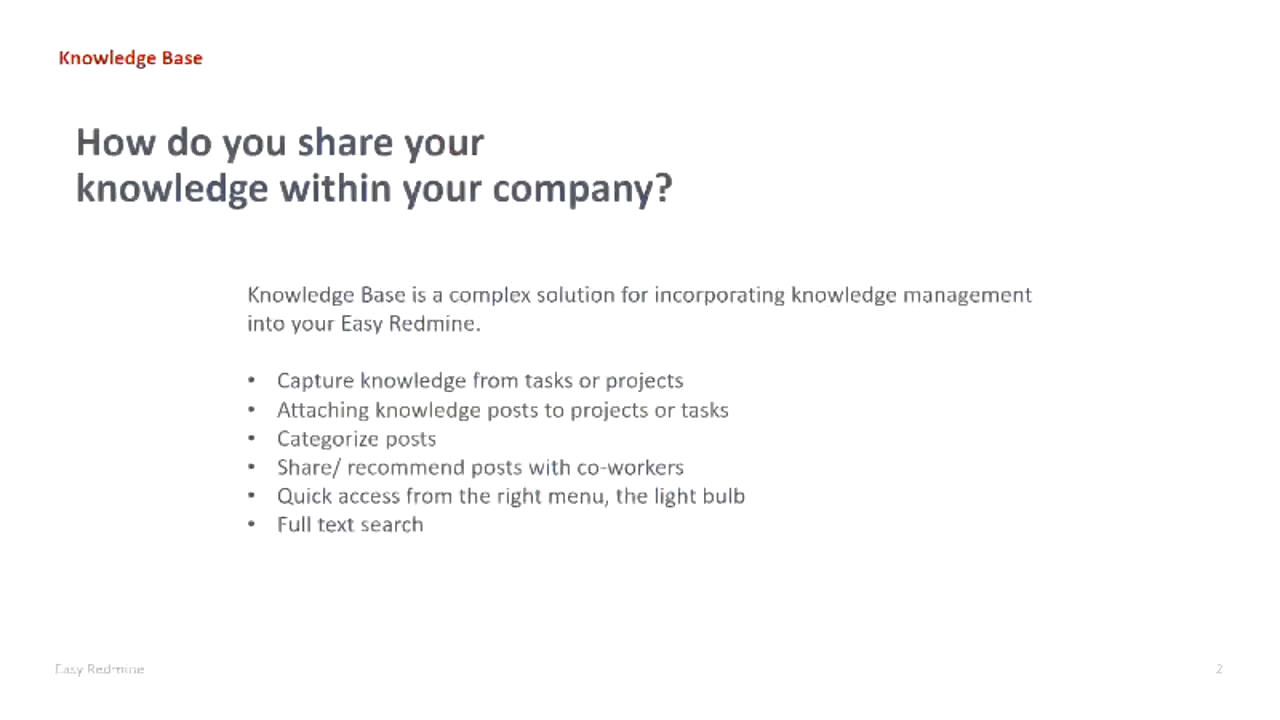 Knowledge Base
How do you share your
knowledge within your company?
Knowledge Base is a complex solution for incorporating knowledge management
into your Easy Redmine.
• Capture knowledge from tasks or projects
• Attaching knowledge posts to projects or tasks
• Categorize posts
• Share/ recommend posts with co-workers
• Quick access from the right menu, the light bulb
• Full text search
Easy Redmine
2